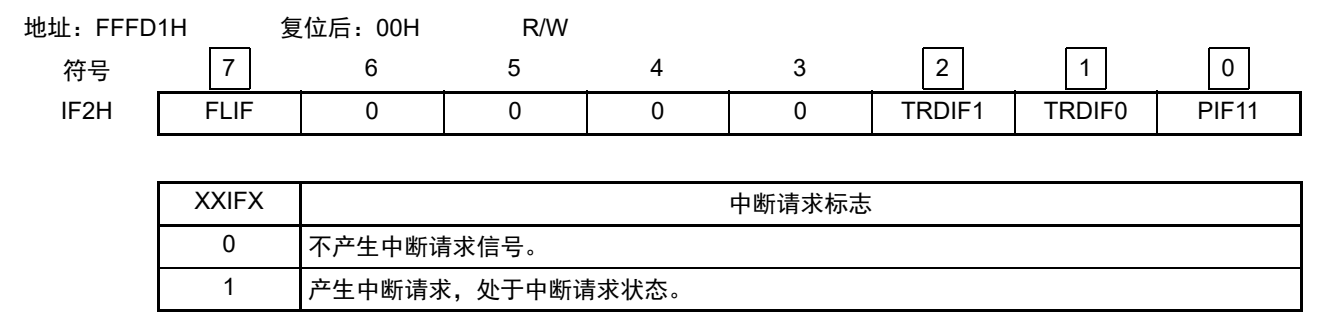 地址：FFFD1H 复位后：00H R/W
符号 7 6 5 4 3 2 1 0
IF2H FLIF 0 0 0 0 TRDIF1 TRDIF0 PIF11
XXIFX 中断请求标志
0 不产生中断请求信号。
1 产生中断请求，处于中断请求状态。